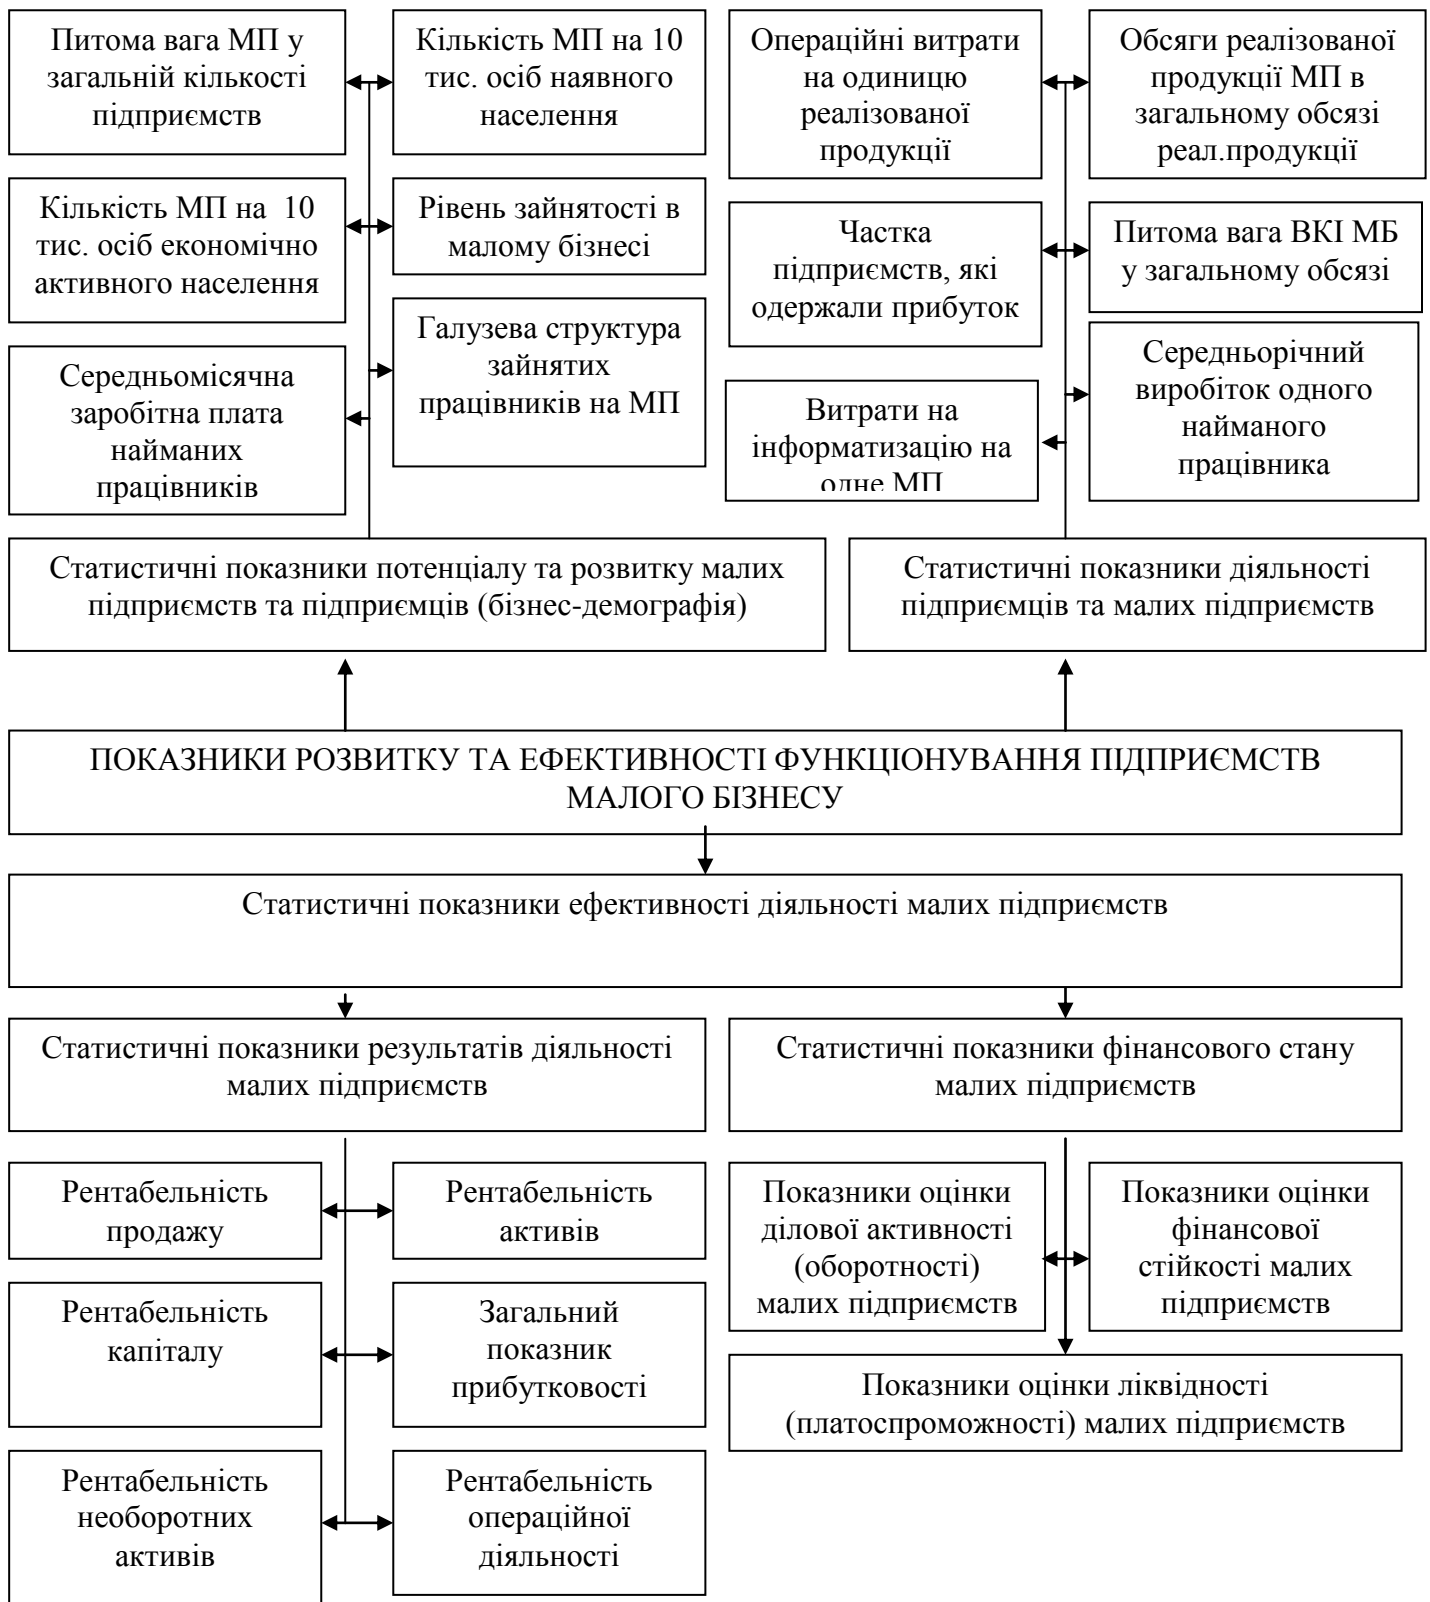 Питома вага МП у
загальній кількості
підприємств
Кількість МП на 10
тис. осіб наявного
населення
Операційні витрати
на одиницю
реалізованої
продукції
Обсяги реалізованої
продукції МП в
загальному обсязі
реал.продукції
Кількість МП на 10
тис. осіб економічно
активного населення
Рівень зайнятості в
малому бізнесі
Частка
підприємств, які
одержали прибуток
Питома вага ВКІ МБ
у загальному обсязі
Середньомісячна
заробітна плата
найманих
працівників
Галузева структура
зайнятих
працівників на МП
Витрати на
інформатизацію на
одне МП
Середньорічний
виробіток одного
найманого
працівника
Статистичні показники потенціалу та розвитку малих
підприємств та підприємців (бізнес-демографія)
Статистичні показники діяльності
підприємців та малих підприємств
ПОКАЗНИКИ РОЗВИТКУ ТА ЕФЕКТИВНОСТІ ФУНКЦІОНУВАННЯ ПІДПРИЄМСТВ
МАЛОГО БІЗНЕСУ
Статистичні показники ефективності діяльності малих підприємств
Статистичні показники результатів діяльності
малих підприємств
Статистичні показники фінансового стану
малих підприємств
Рентабельність
продажу
Рентабельність
активів
Показники оцінки
ділової активності
(оборотності)
малих підприємств
Показники оцінки
фінансової
стійкості малих
підприємств
Рентабельність
капіталу
Загальний
показник
прибутковості
Показники оцінки ліквідності
(платоспроможності) малих підприємств
Рентабельність
необоротних
активів
Рентабельність
операційної
діяльності